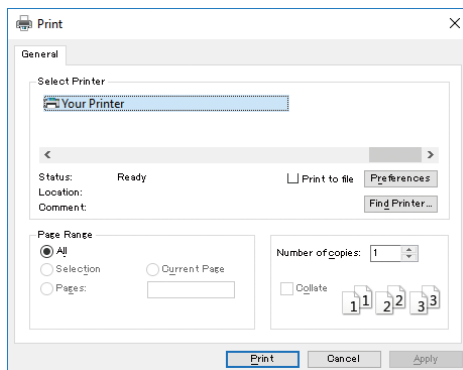 Print
General
Select Printer
Your Printer
Status: Ready
Location:
Comment:
Print to file
Preferences
Find Printer...
Page Range
All
Selection
Current Page
Pages:
Number of copies: 1
Collate
1 1 2 2 3 3
Print
Cancel
Apply